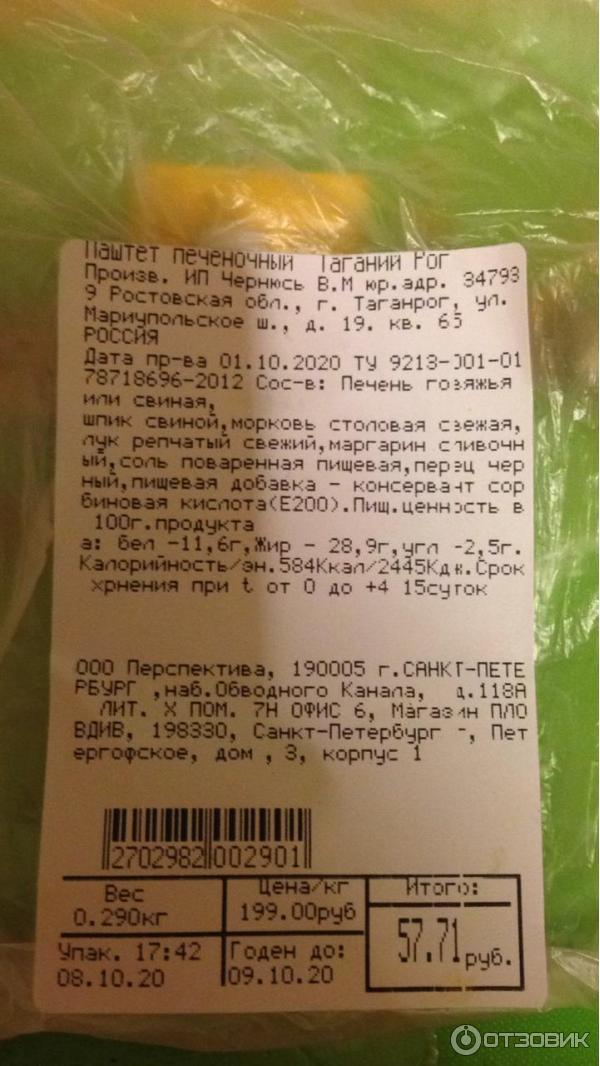 Паштет печеночный Таганий Рог
Произв. ИП Чернюсь В.М юр.адр. 34793
9 Ростовская обл., г. Таганрог, ул.
Мариупольское ш., д. 19. кв. 65
РОССИЯ
Дата пр-ва 01.10.2020 ТУ 9213-001-01
78718696-2012 Сос-в: Печень говяжья
или свиная,
шпик свиной,морковь столовая свежая,
лук репчатый свежий,маргарин сливочн
ый,соль поваренная пищевая,перец чер
ный,пищевая добавка - консервант сор
биновая кислота(Е200).Пищ.ценность в
100г.продукта
а: бел -11,6г,Жир - 28,9г,угл -2,5г.
Калорийность/эн.584Ккал/2445Кдж.Срок
хрнения при t от 0 до +4 15суток
ООО Перспектива, 190005 г.САНКТ-ПЕТЕ
РБУРГ ,наб.Обводного Канала, д.118А
ЛИТ. Х ПОМ. 7Н ОФИС 6, Магазин ПЛО
ВДИВ, 198330, Санкт-Петербург г, Пет
ергофское, дом , 3, корпус 1
2702982 002901
Вес Цена/кг Итого:
0.290кг 199.00руб 57.71 руб.
Упак. 17:42 Годен до:
08.10.20 09.10.20
ОТЗОВИК